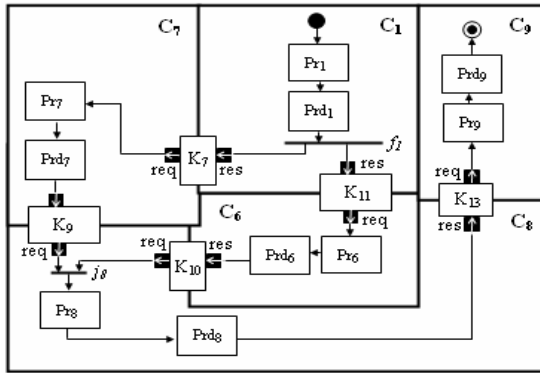 C7
C1
C9
Pr1
Prd9
Pr7
Prd1
Pr9
Prd7
f1
K7
req
res
res
req
K11
K13
K9
C6
req
res
C8
req
req
res
j8
K10
Prd6
Pr6
Pr8
Prd8